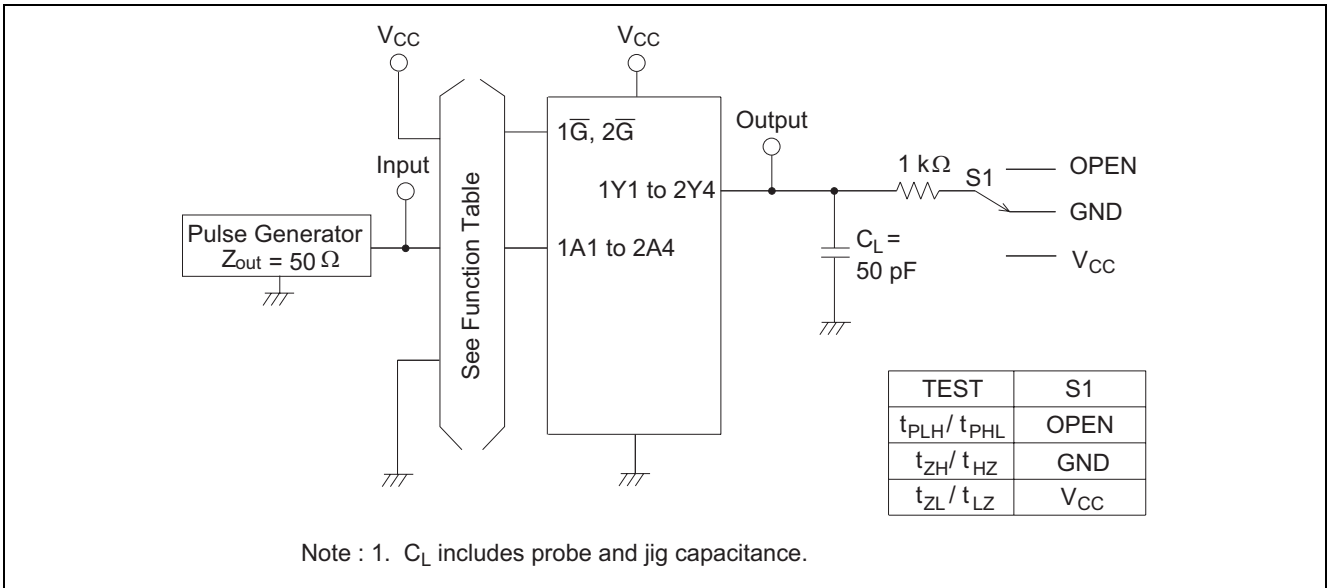 VCC
VCC
Input
Output
Pulse Generator
Zout = 50 Ω
See Function Table
1G̅, 2G̅
1Y1 to 2Y4
1A1 to 2A4
1 kΩ
S1
OPEN
GND
VCC
CL =
50 pF
TEST S1
tPLH / tPHL OPEN
tZH / tHZ GND
tZL / tLZ VCC
Note : 1. CL includes probe and jig capacitance.